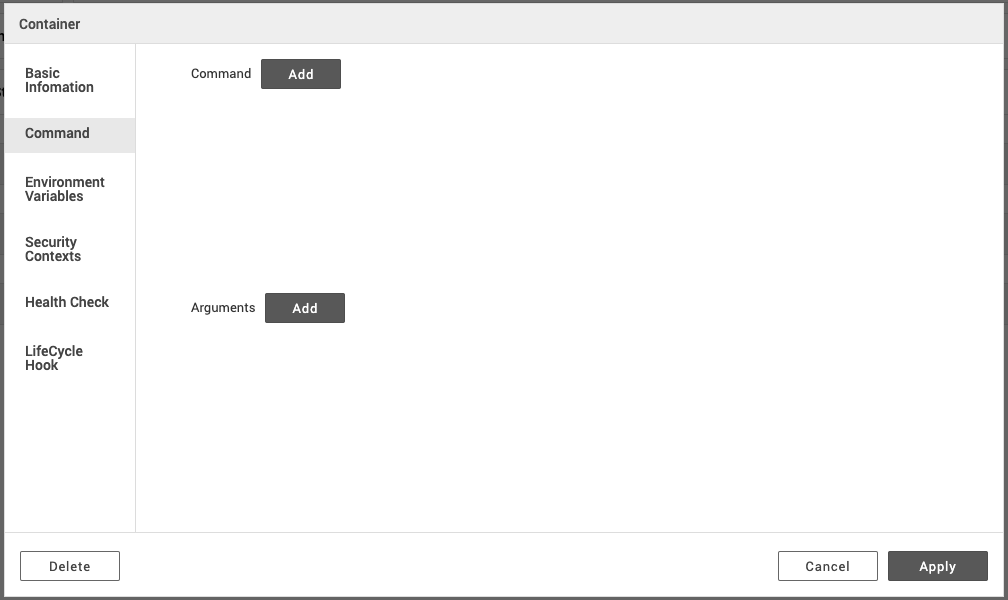 Container
Basic
Infomation
Command
Environment
Variables
Security
Contexts
Health Check
LifeCycle
Hook
Command
Add
Arguments
Add
Delete
Cancel
Apply